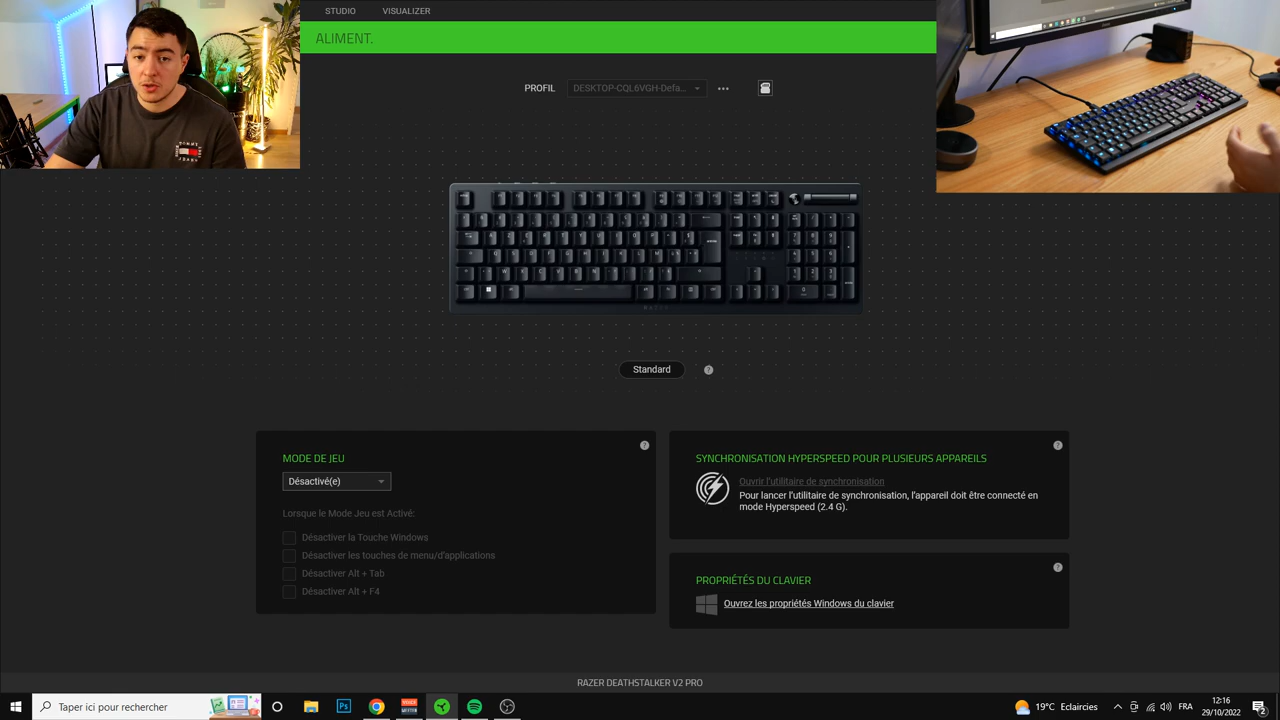 STUDIO VISUALIZER
ALIMENT.
PROFIL DESKTOP-CQL6VGH-Defa... •••
Standard ?
MODE DE JEU
Désactivé(e)
Lorsque le Mode Jeu est Activé:
Désactiver la Touche Windows
Désactiver les touches de menu/d'applications
Désactiver Alt + Tab
Désactiver Alt + F4
SYNCHRONISATION HYPERSPEED POUR PLUSIEURS APPAREILS
Ouvrir l'utilitaire de synchronisation
Pour lancer l'utilitaire de synchronisation, l'appareil doit être connecté en
mode Hyperspeed (2.4 G).
PROPRIÉTÉS DU CLAVIER
Ouvrez les propriétés Windows du clavier
RAZER DEATHSTALKER V2 PRO
Taper ici pour rechercher
Ps
19°C Eclaircies
FRA
12:16
29/10/2022
2